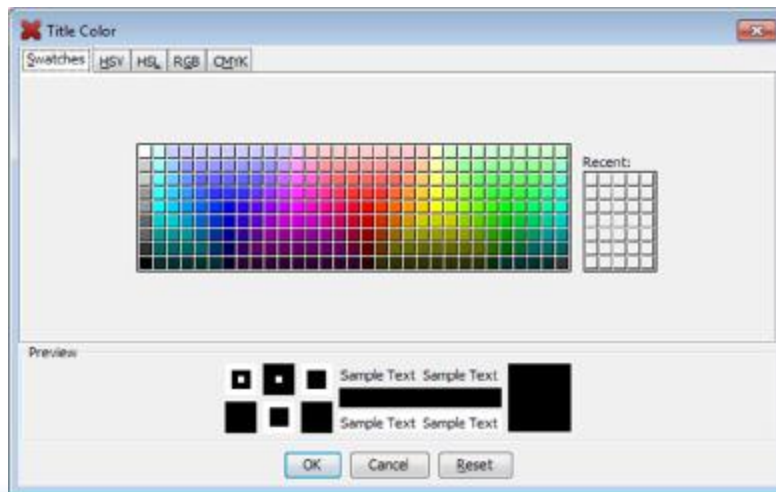 Title Color
Swatches HSV HSL RGB CMYK
Recent:
Preview
Sample Text Sample Text
Sample Text Sample Text
OK Cancel Reset